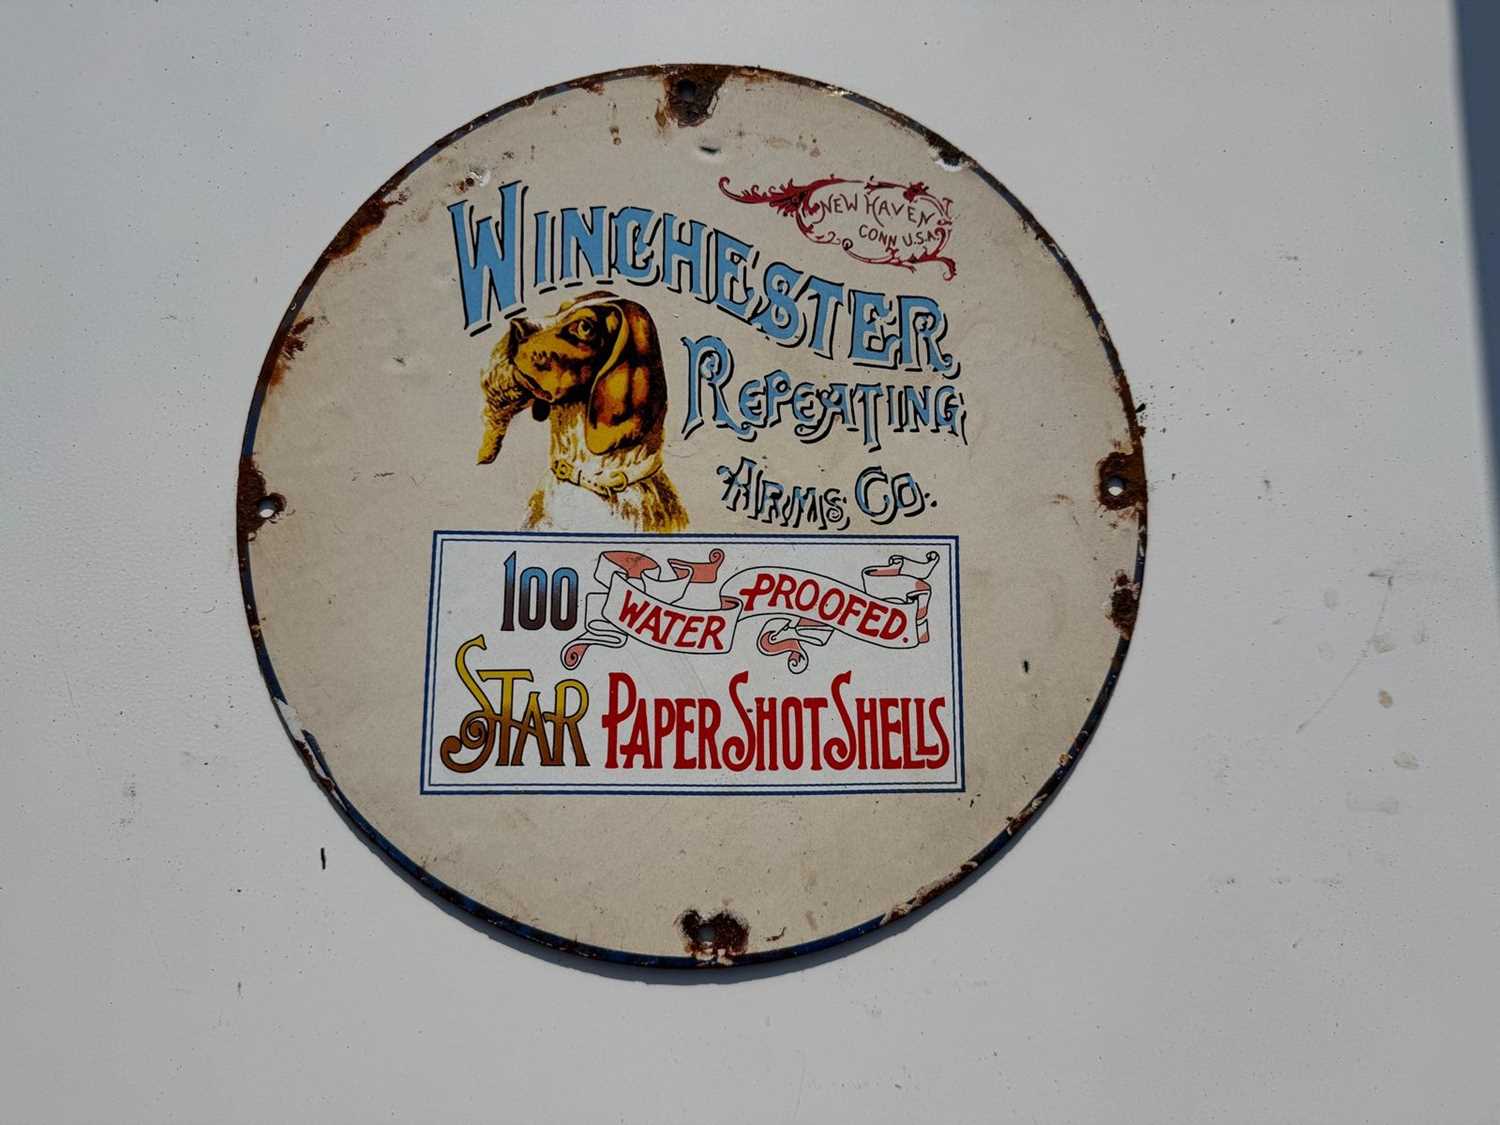 NEW HAVEN
CONN U.S.A.
WINCHESTER
REPEATING
ARMS CO.
100 WATER PROOFED.
STAR PAPER SHOT SHELLS